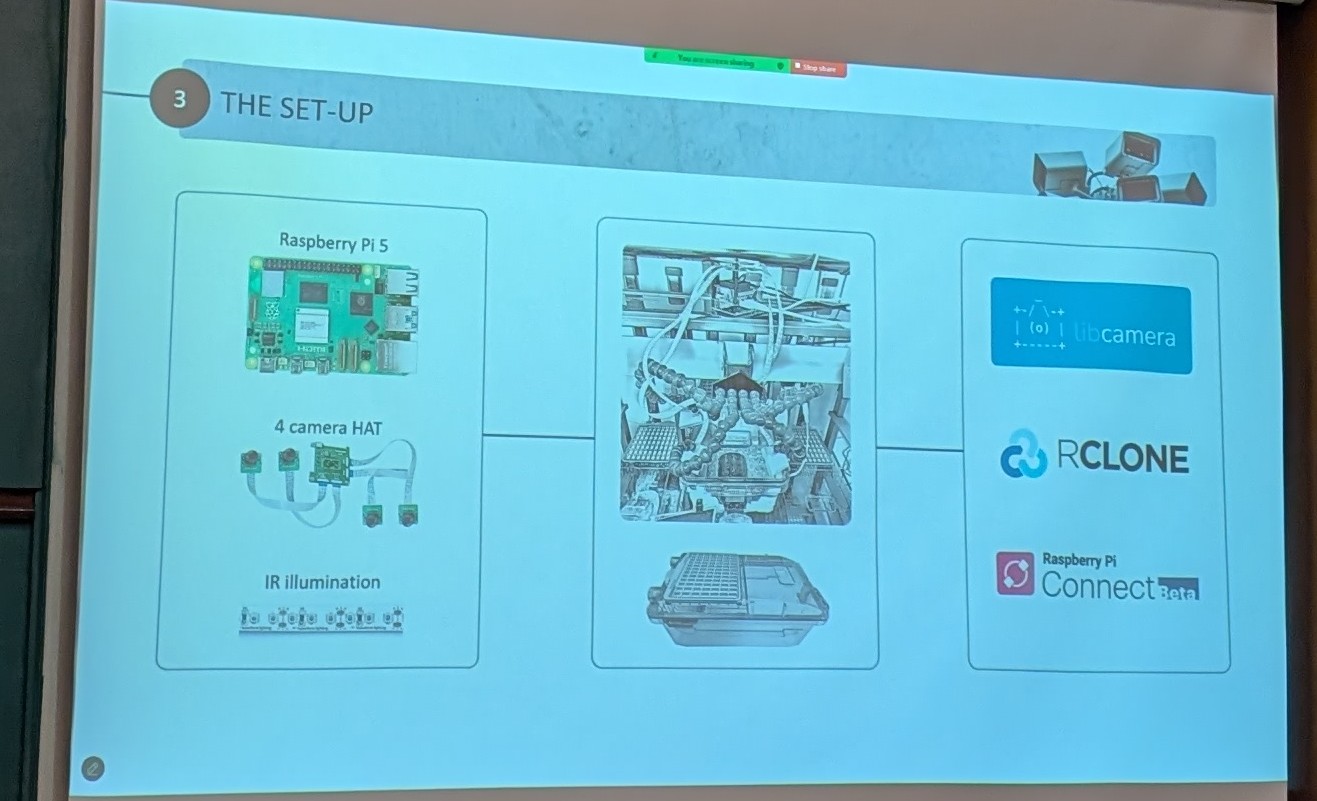 You are screen sharing
Stop share
3
THE SET-UP
Raspberry Pi 5
4 camera HAT
IR illumination
libcamera
RCLONE
Raspberry Pi
Connect Beta